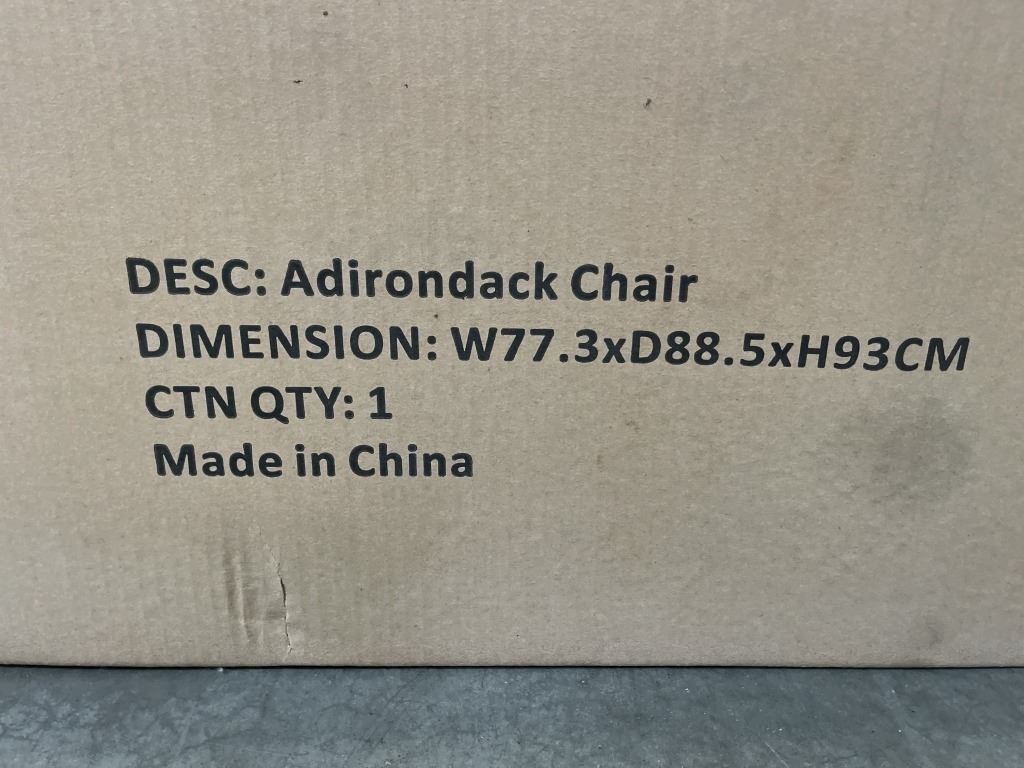 DESC: Adirondack Chair
DIMENSION: W77.3xD88.5xH93CM
CTN QTY: 1
Made in China